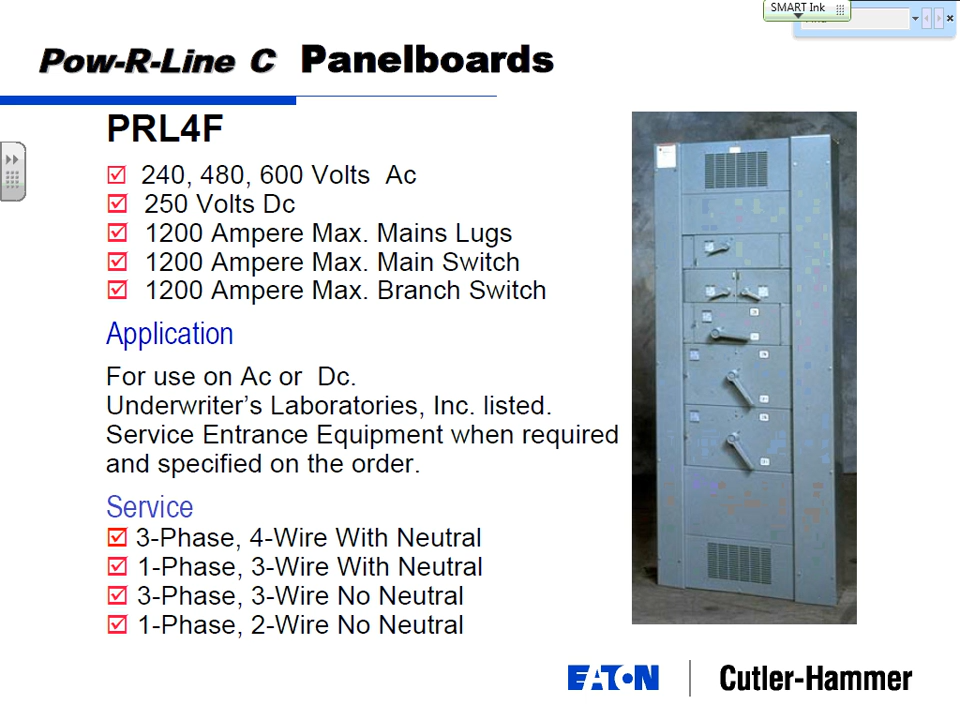 SMART Ink
Pow-R-Line C Panelboards
PRL4F
240, 480, 600 Volts Ac
250 Volts Dc
1200 Ampere Max. Mains Lugs
1200 Ampere Max. Main Switch
1200 Ampere Max. Branch Switch
Application
For use on Ac or Dc.
Underwriter’s Laboratories, Inc. listed.
Service Entrance Equipment when required
and specified on the order.
Service
3-Phase, 4-Wire With Neutral
1-Phase, 3-Wire With Neutral
3-Phase, 3-Wire No Neutral
1-Phase, 2-Wire No Neutral
EATON Cutler-Hammer